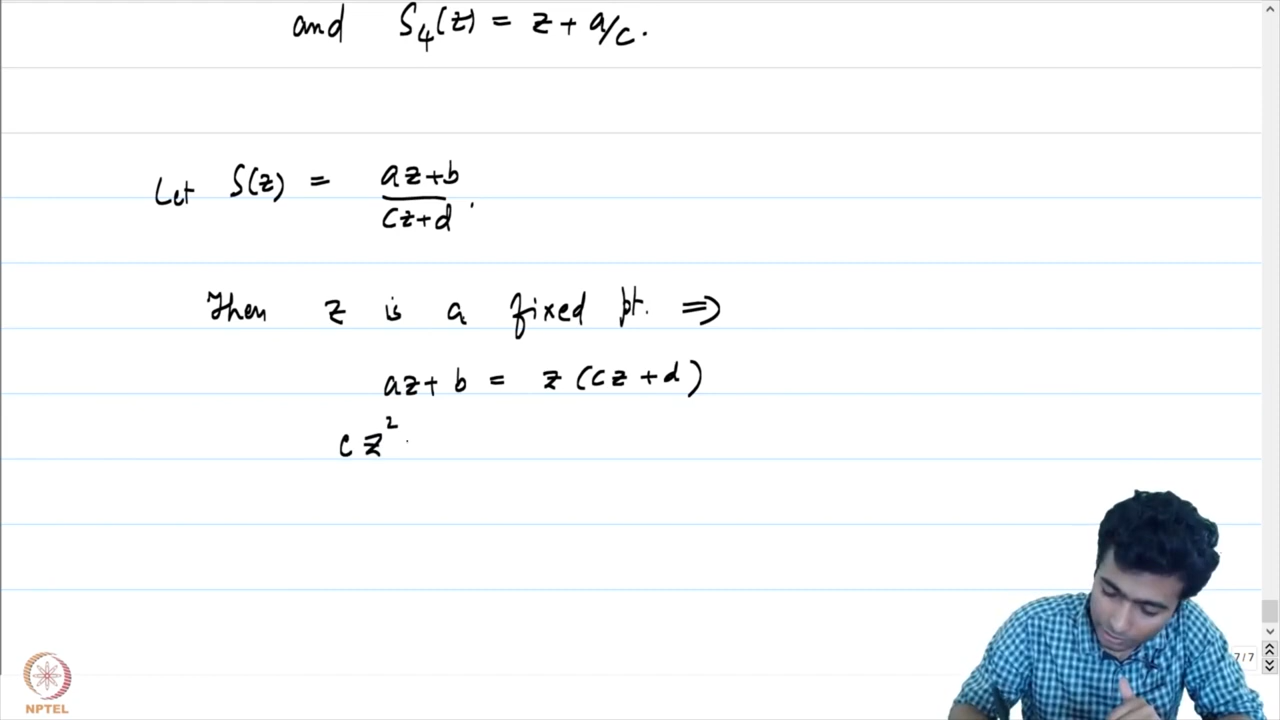 and S₄(z) = z + a/c.
Let S(z) = (az+b)/(cz+d).
Then z is a fixed pt. ⇒
az + b = z (cz + d)
cz²
7/7
NPTEL